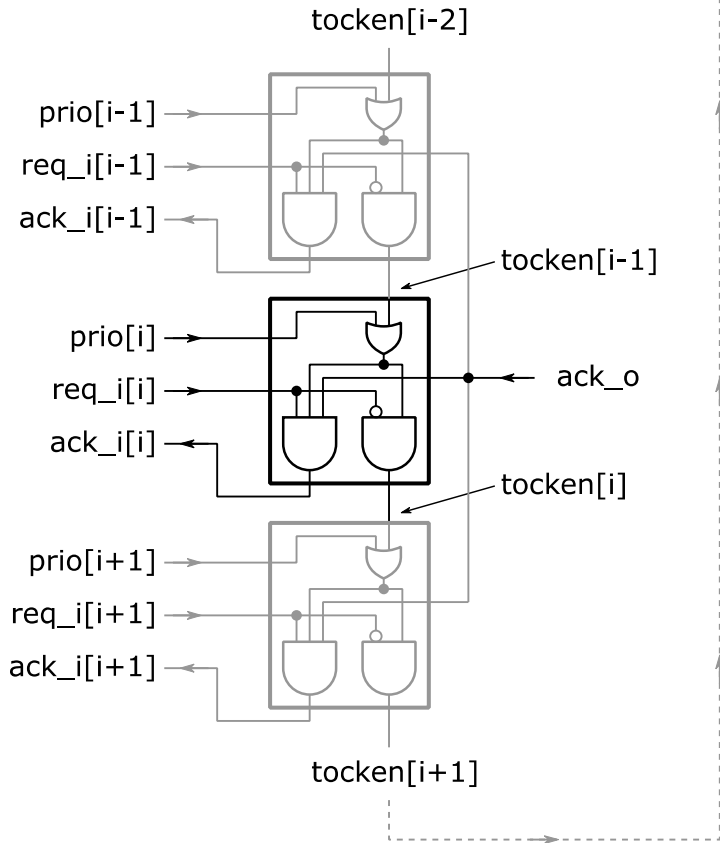 tocken[i-2]
prio[i-1]
req_i[i-1]
ack_i[i-1]
tocken[i-1]
prio[i]
req_i[i]
ack_o
ack_i[i]
tocken[i]
prio[i+1]
req_i[i+1]
ack_i[i+1]
tocken[i+1]